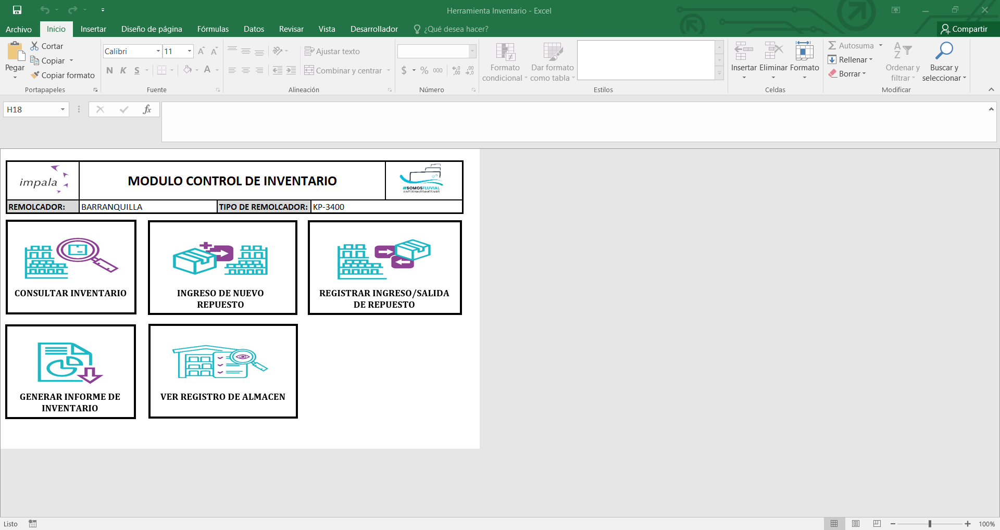 Herramienta Inventario - Excel
Archivo Inicio Insertar Diseño de página Fórmulas Datos Revisar Vista Desarrollador ¿Qué desea hacer? Compartir
Pegar
Cortar
Copiar
Copiar formato
Portapapeles
Calibri 11
N K S A
Fuente
Ajustar texto
Combinar y centrar
Alineación
$ % 000
Número
Formato condicional
Dar formato como tabla
Estilos
Insertar Eliminar Formato
Celdas
Autosuma
Rellenar
Borrar
Ordenar y filtrar
Buscar y seleccionar
Modificar
H18 fx
impala
MODULO CONTROL DE INVENTARIO
#SOMOSFLUVIAL
JUNTOS NAVEGAMOS MÁS
REMOLCADOR: BARRANQUILLA TIPO DE REMOLCADOR: KP-3400
CONSULTAR INVENTARIO
INGRESO DE NUEVO
REPUESTO
REGISTRAR INGRESO/SALIDA
DE REPUESTO
GENERAR INFORME DE
INVENTARIO
VER REGISTRO DE ALMACEN
Listo 100%